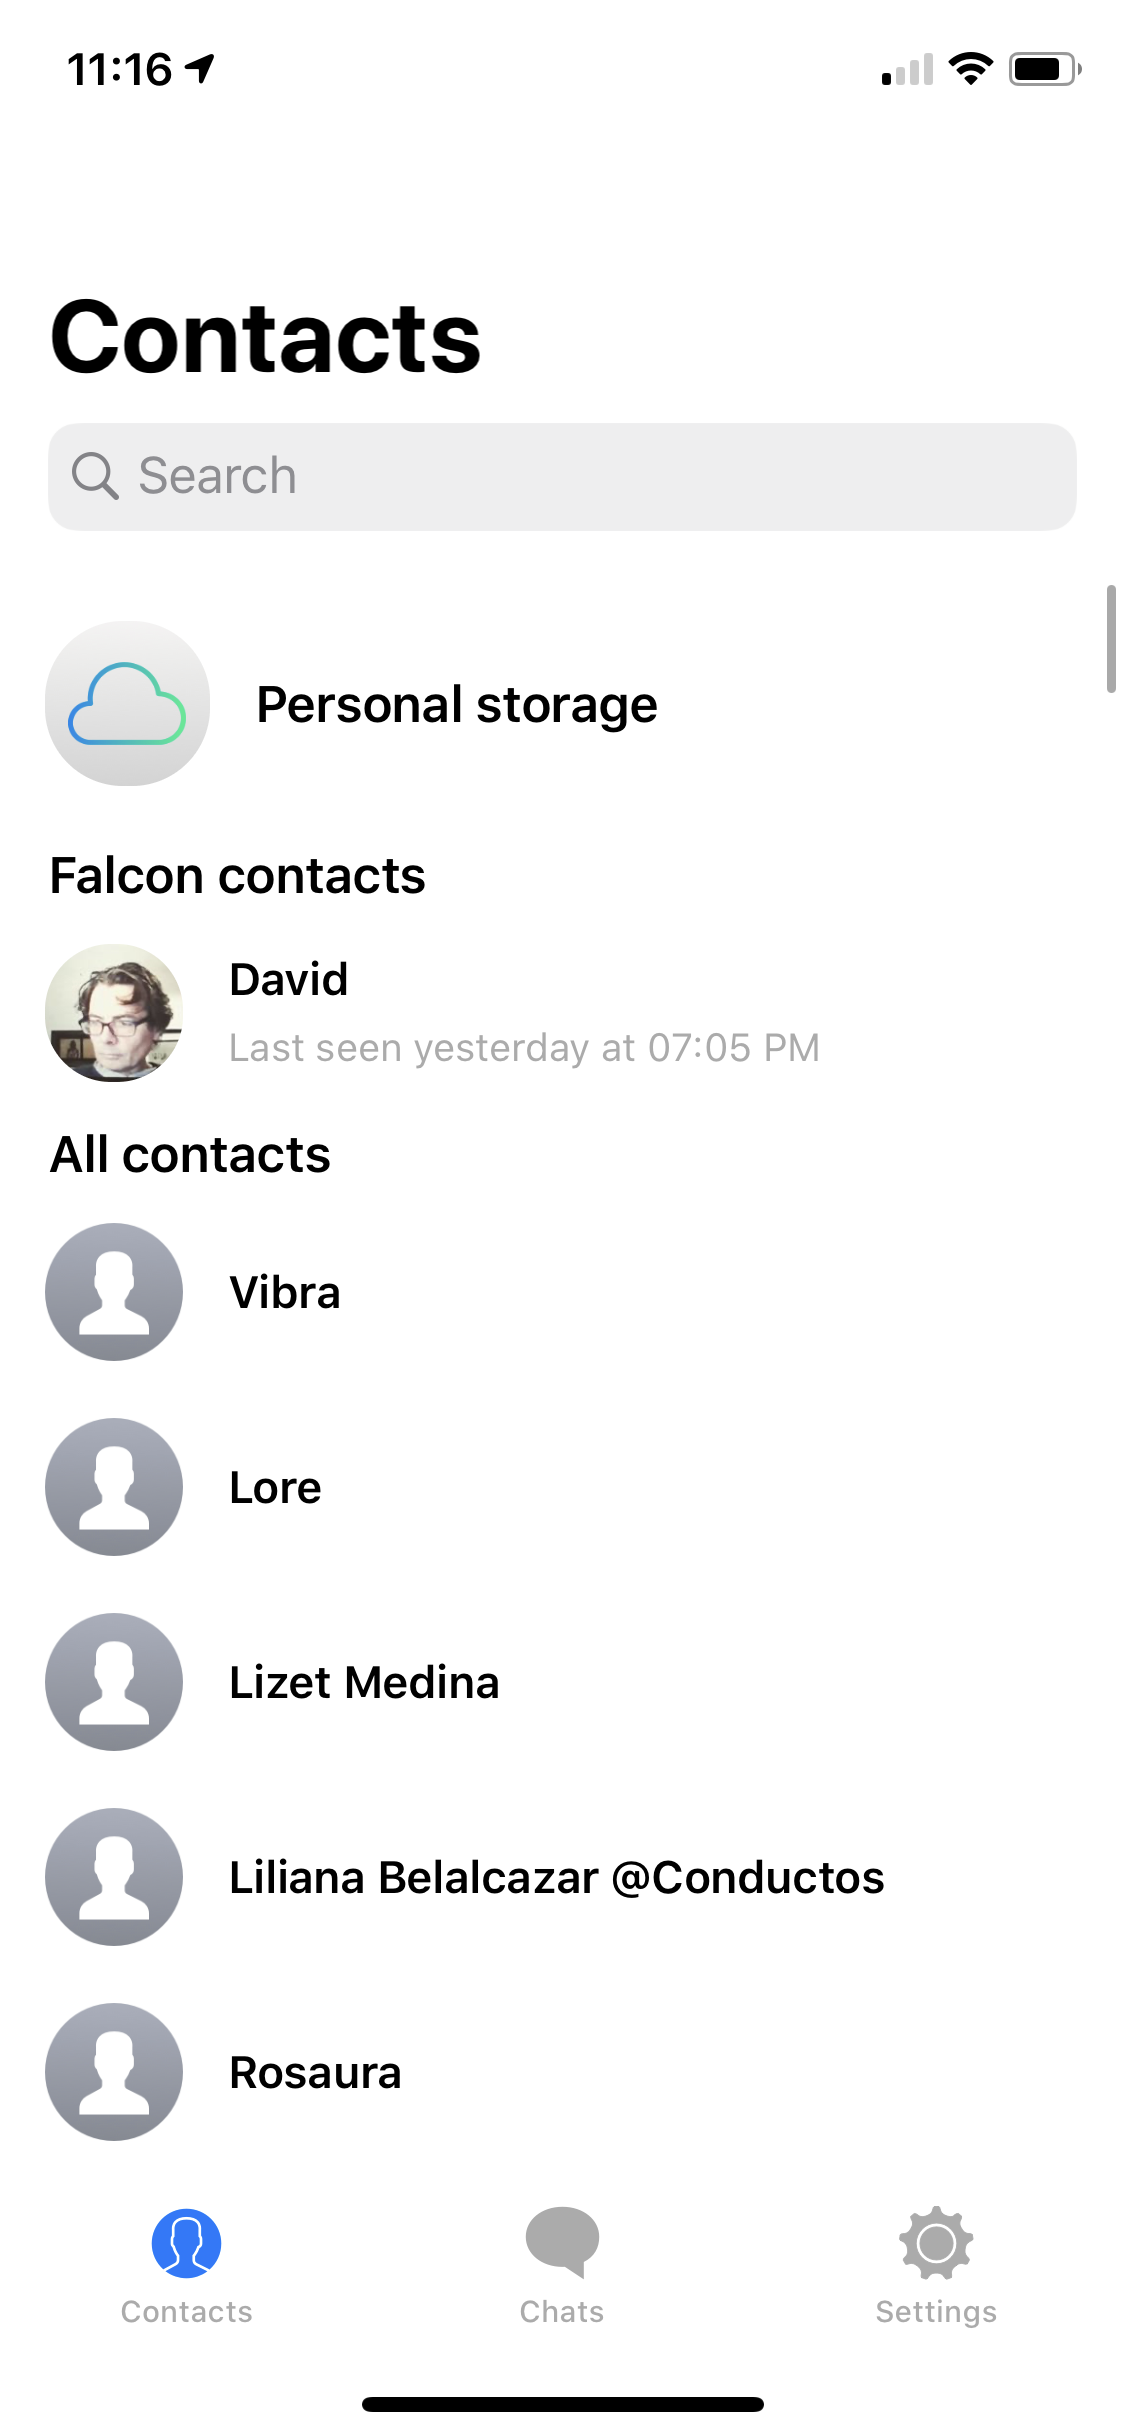 11:16
Contacts
Search
Personal storage
Falcon contacts
David
Last seen yesterday at 07:05 PM
All contacts
Vibra
Lore
Lizet Medina
Liliana Belalcazar @Conductos
Rosaura
Contacts
Chats
Settings